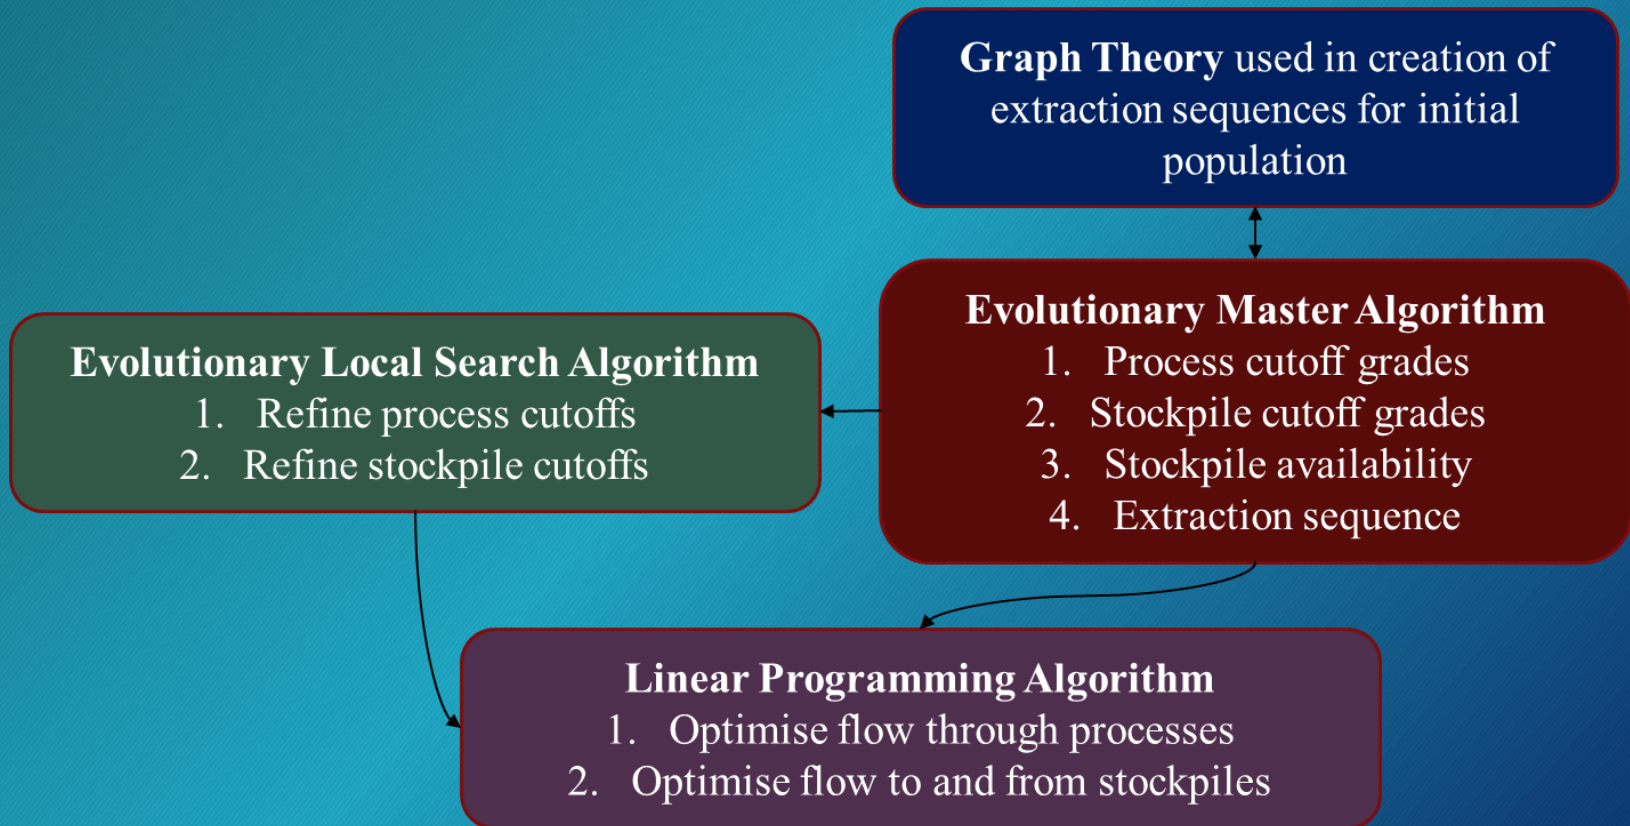 Graph Theory used in creation of
extraction sequences for initial
population
Evolutionary Master Algorithm
1. Process cutoff grades
2. Stockpile cutoff grades
3. Stockpile availability
4. Extraction sequence
Evolutionary Local Search Algorithm
1. Refine process cutoffs
2. Refine stockpile cutoffs
Linear Programming Algorithm
1. Optimise flow through processes
2. Optimise flow to and from stockpiles